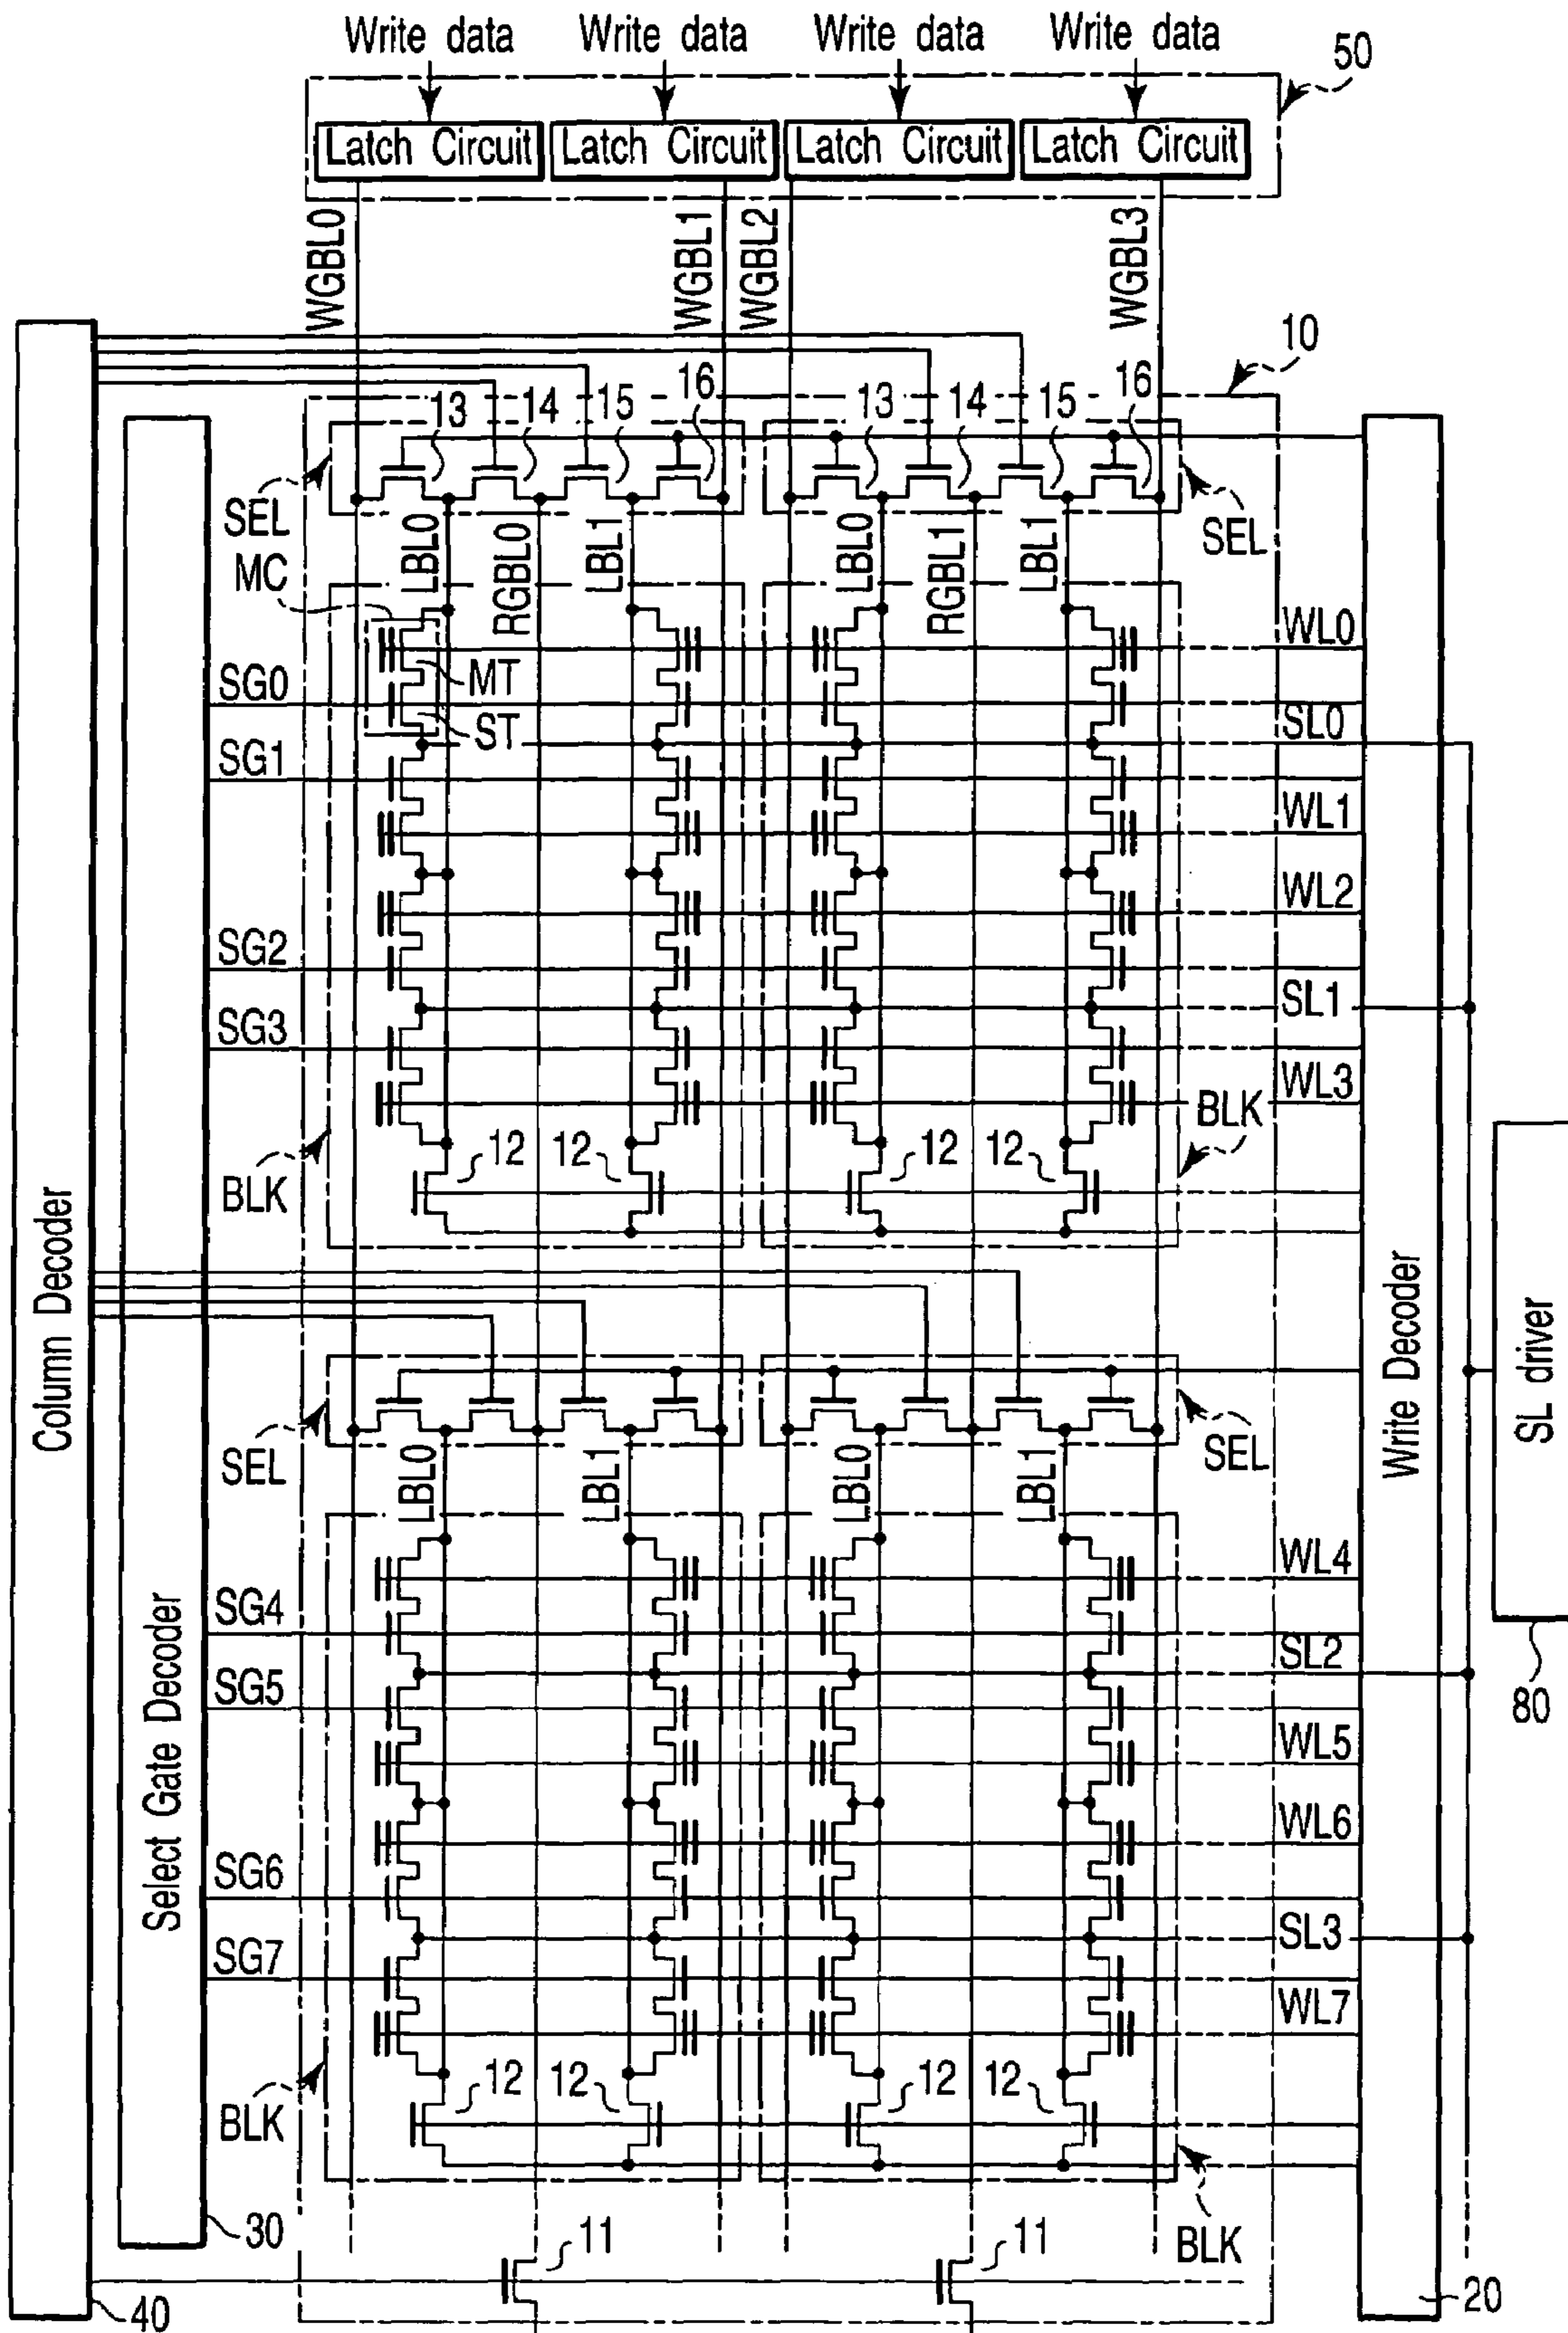 Write data Write data Write data Write data
50
Latch Circuit Latch Circuit Latch Circuit Latch Circuit
WGBL0 WGBL1 WGBL2 WGBL3
10
13 14 15 16 13 14 15 16
SEL LBL0 RGBL0 LBL1 LBL0 RGBL1 LBL1 SEL
MC
WL0
MT
SG0
ST
SL0
SG1
WL1
WL2
SG2
SL1
SG3
WL3
BLK
12 12 12 12
BLK
Column Decoder
Write Decoder
SL driver
SEL LBL0 LBL1 LBL0 LBL1 SEL
WL4
SG4
SL2
SG5
80
WL5
Select Gate Decoder
WL6
SG6
SL3
SG7
WL7
12 12 12 12
BLK
30
11 11
BLK
40
20